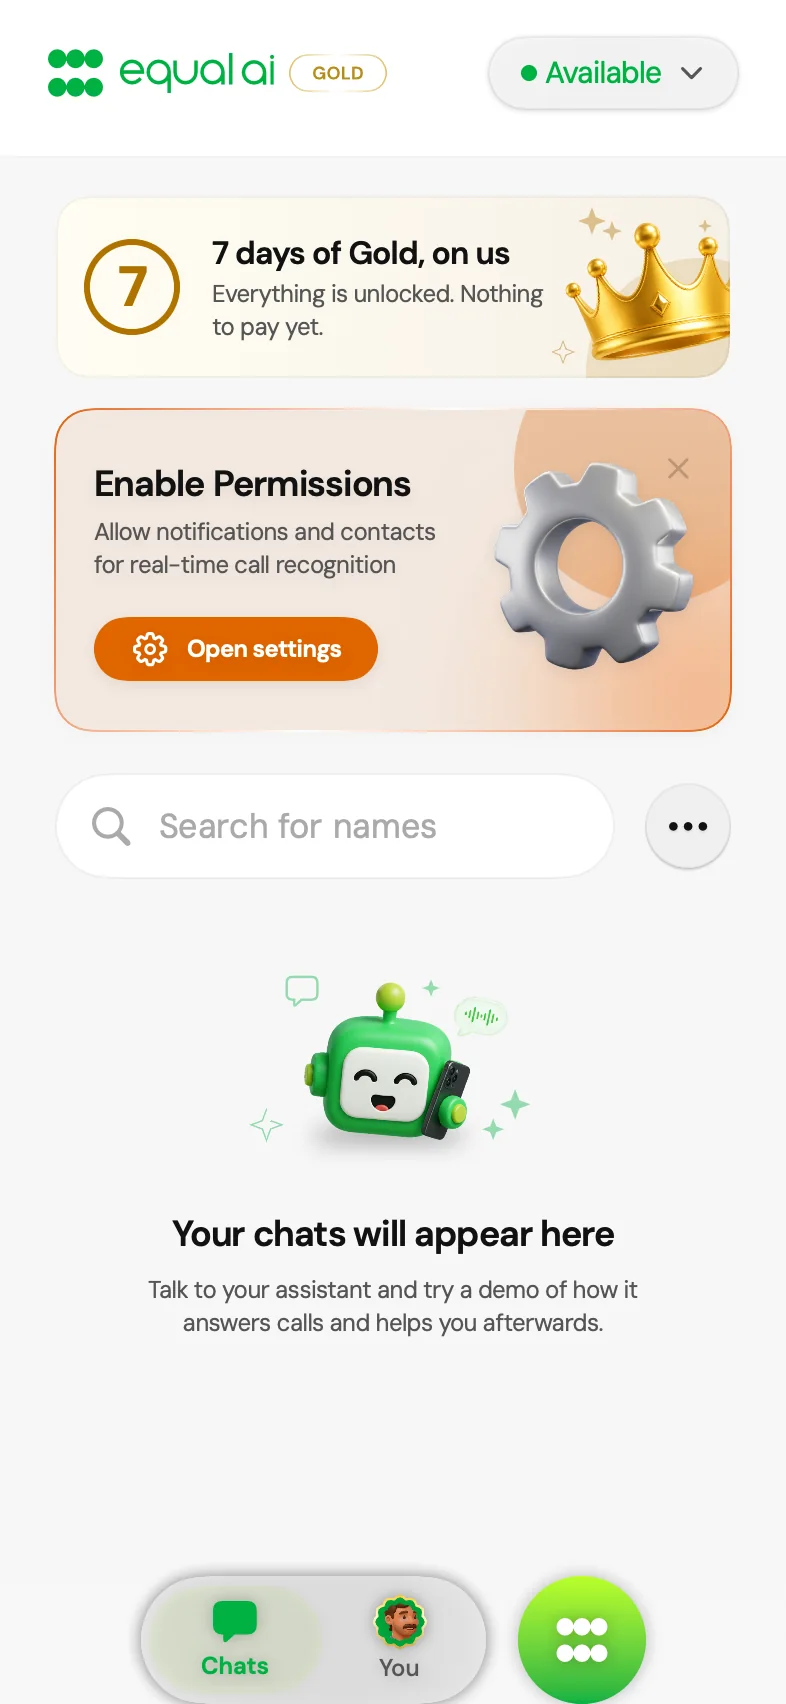 equal ai GOLD
Available
7
7 days of Gold, on us
Everything is unlocked. Nothing
to pay yet.
Enable Permissions
Allow notifications and contacts
for real-time call recognition
Open settings
Search for names
Your chats will appear here
Talk to your assistant and try a demo of how it
answers calls and helps you afterwards.
Chats
You